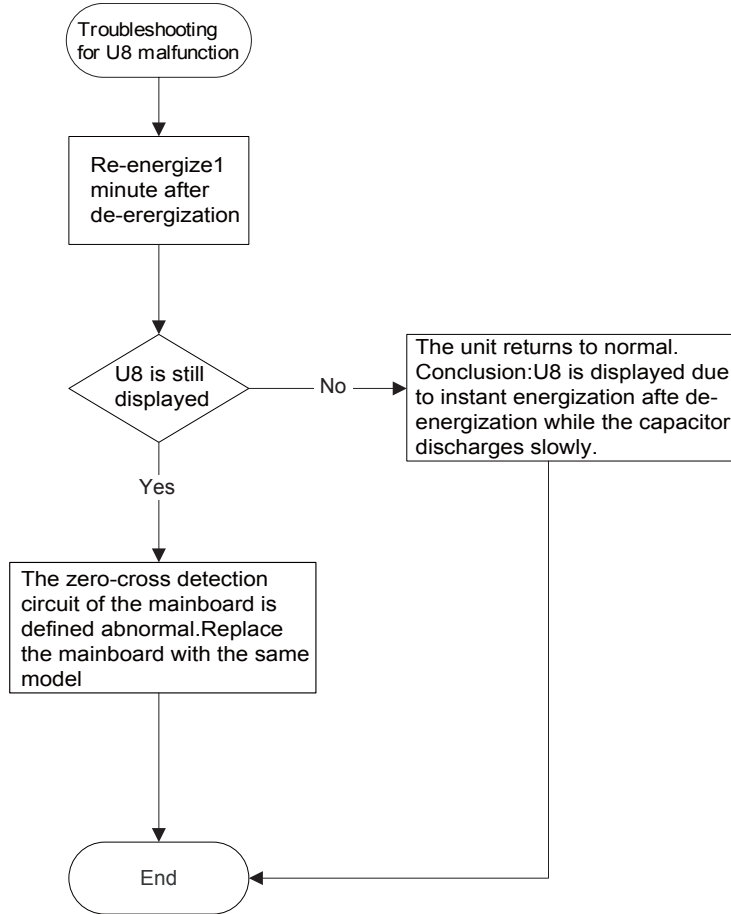 Troubleshooting
for U8 malfunction
Re-energize1
minute after
de-erergization
U8 is still
displayed
No
The unit returns to normal.
Conclusion:U8 is displayed due
to instant energization afte de-
energization while the capacitor
discharges slowly.
Yes
The zero-cross detection
circuit of the mainboard is
defined abnormal.Replace
the mainboard with the same
model
End